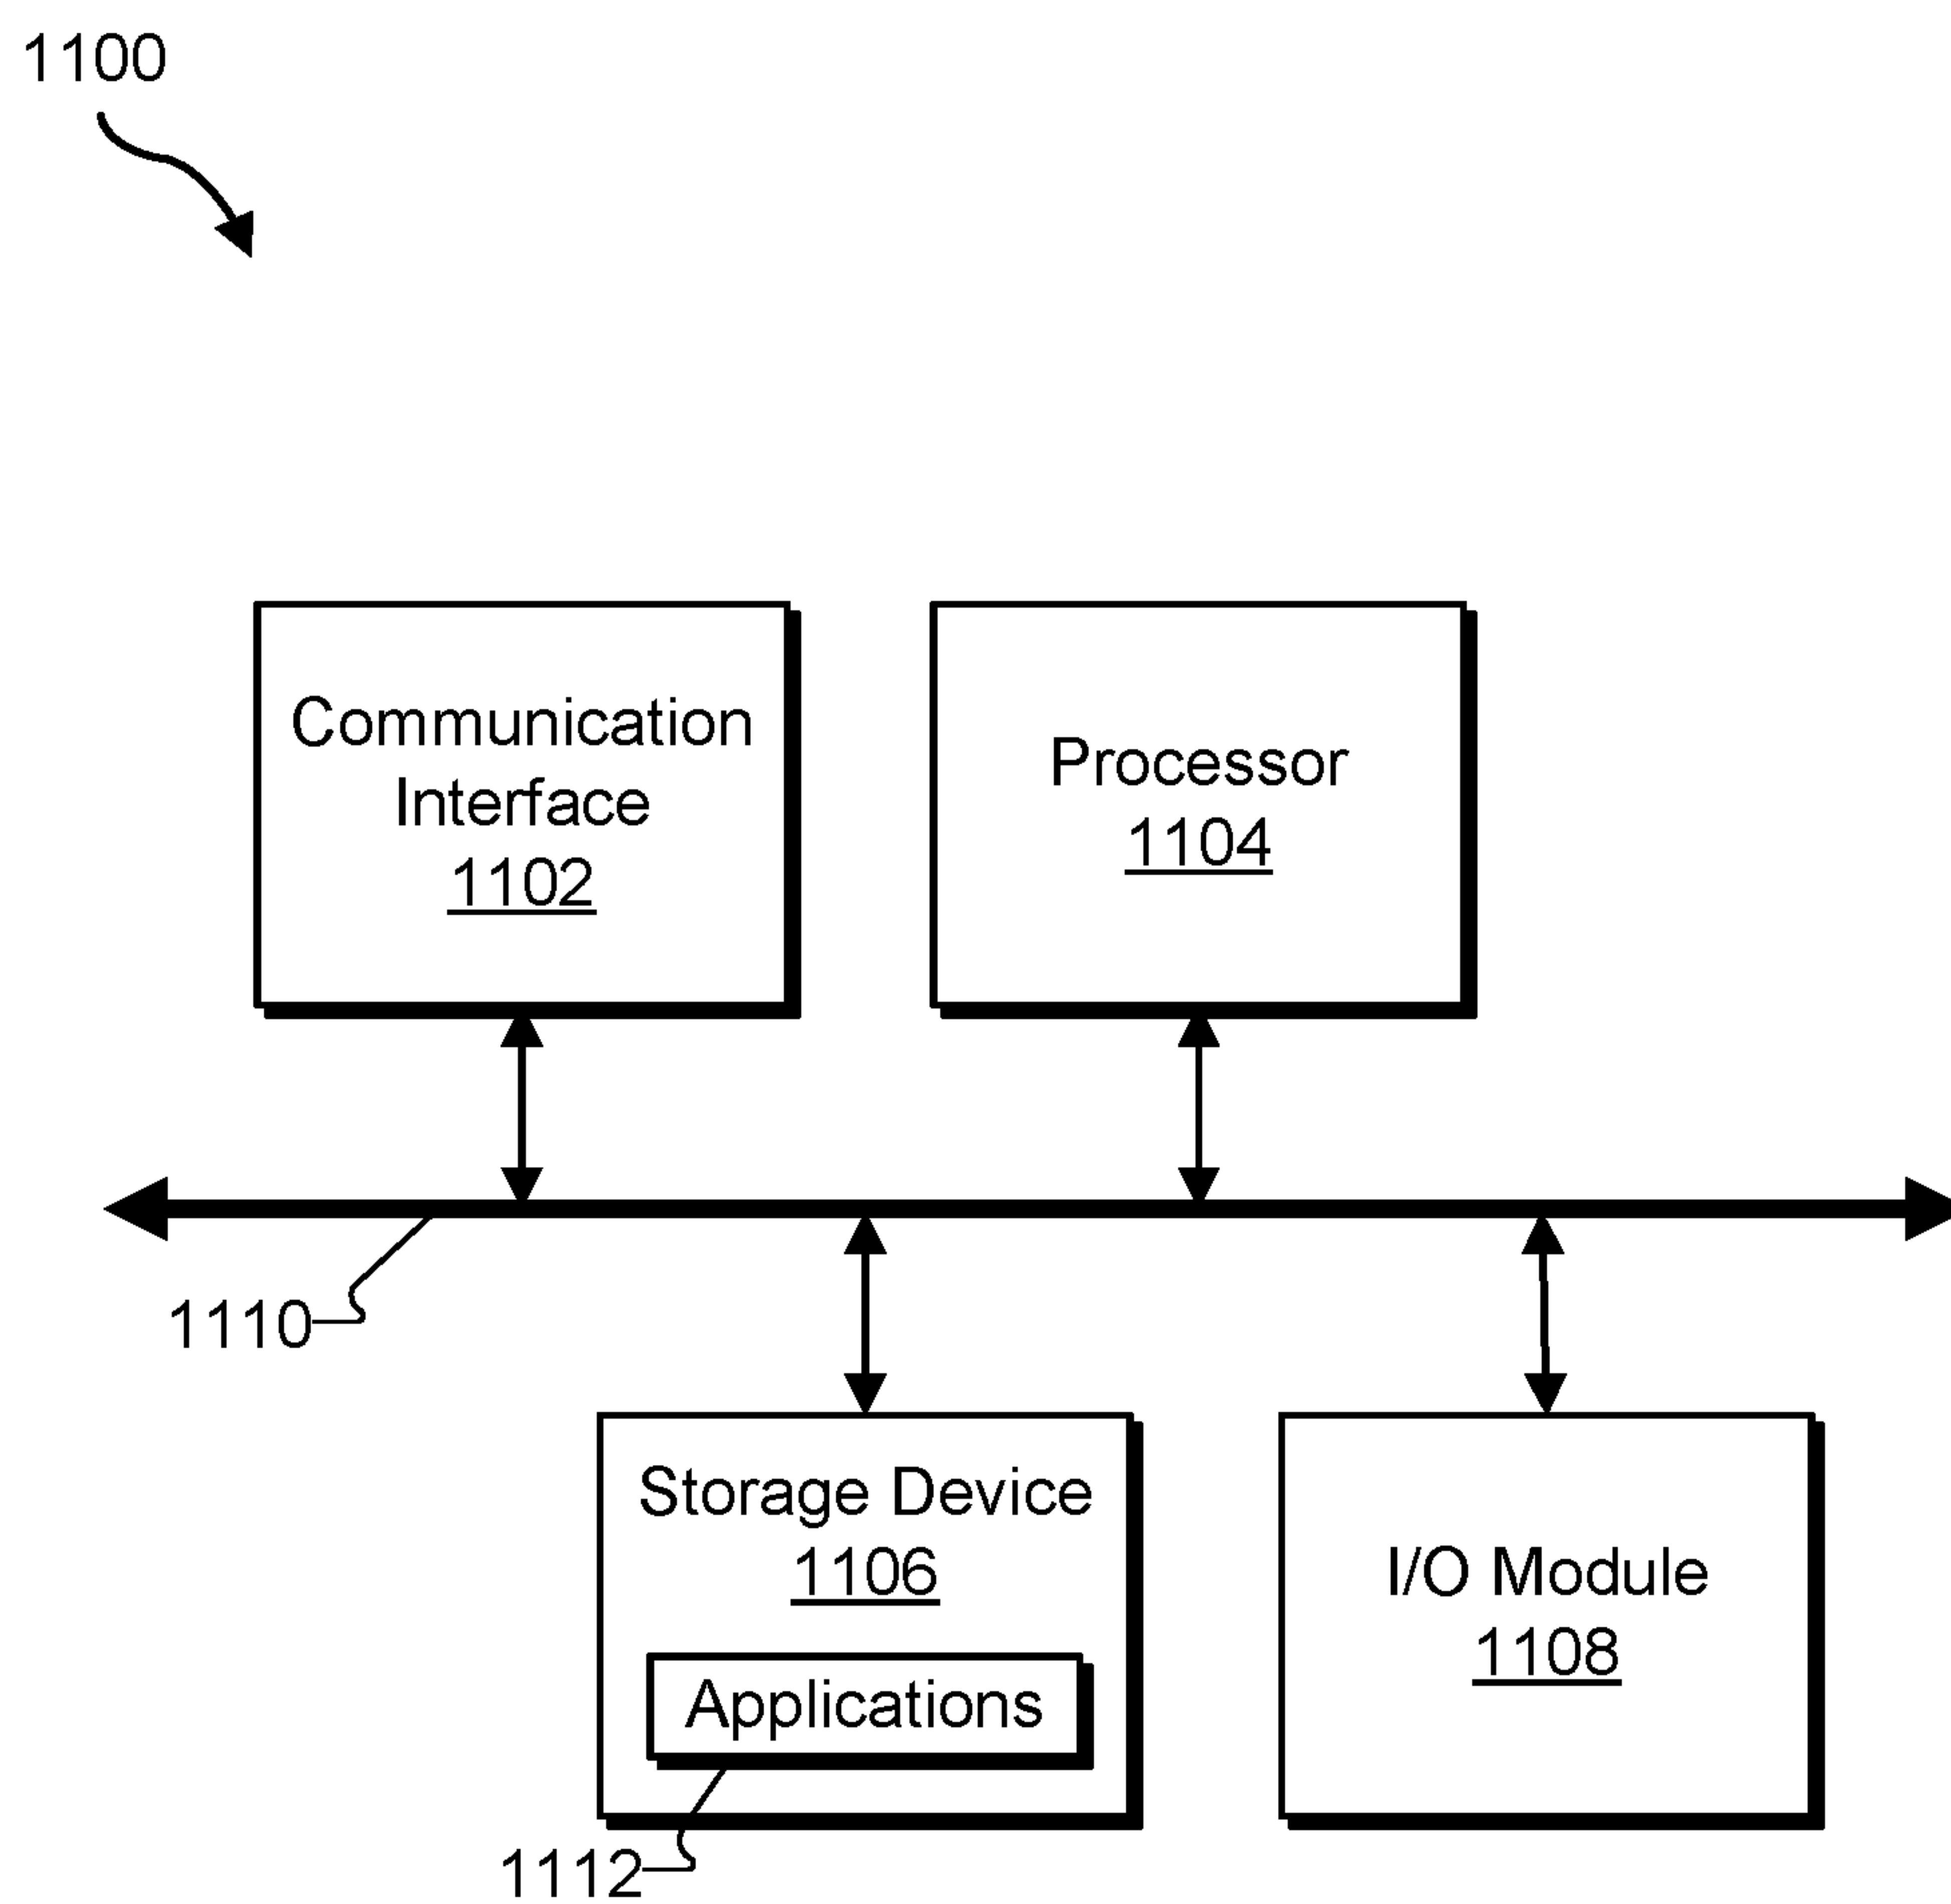 1100
Communication
Interface
1102
Processor
1104
1110
Storage Device
1106
Applications
1112
I/O Module
1108